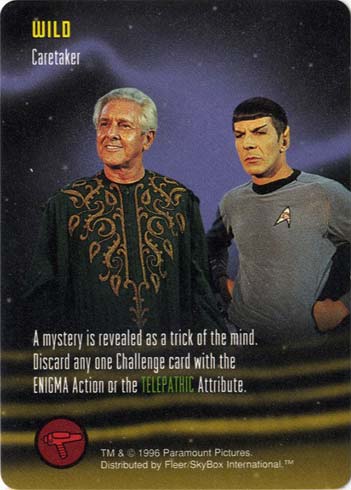 WILD
Caretaker
A mystery is revealed as a trick of the mind.
Discard any one Challenge card with the
ENIGMA Action or the TELEPATHIC Attribute.
TM & © 1996 Paramount Pictures.
Distributed by Fleer/SkyBox International.™